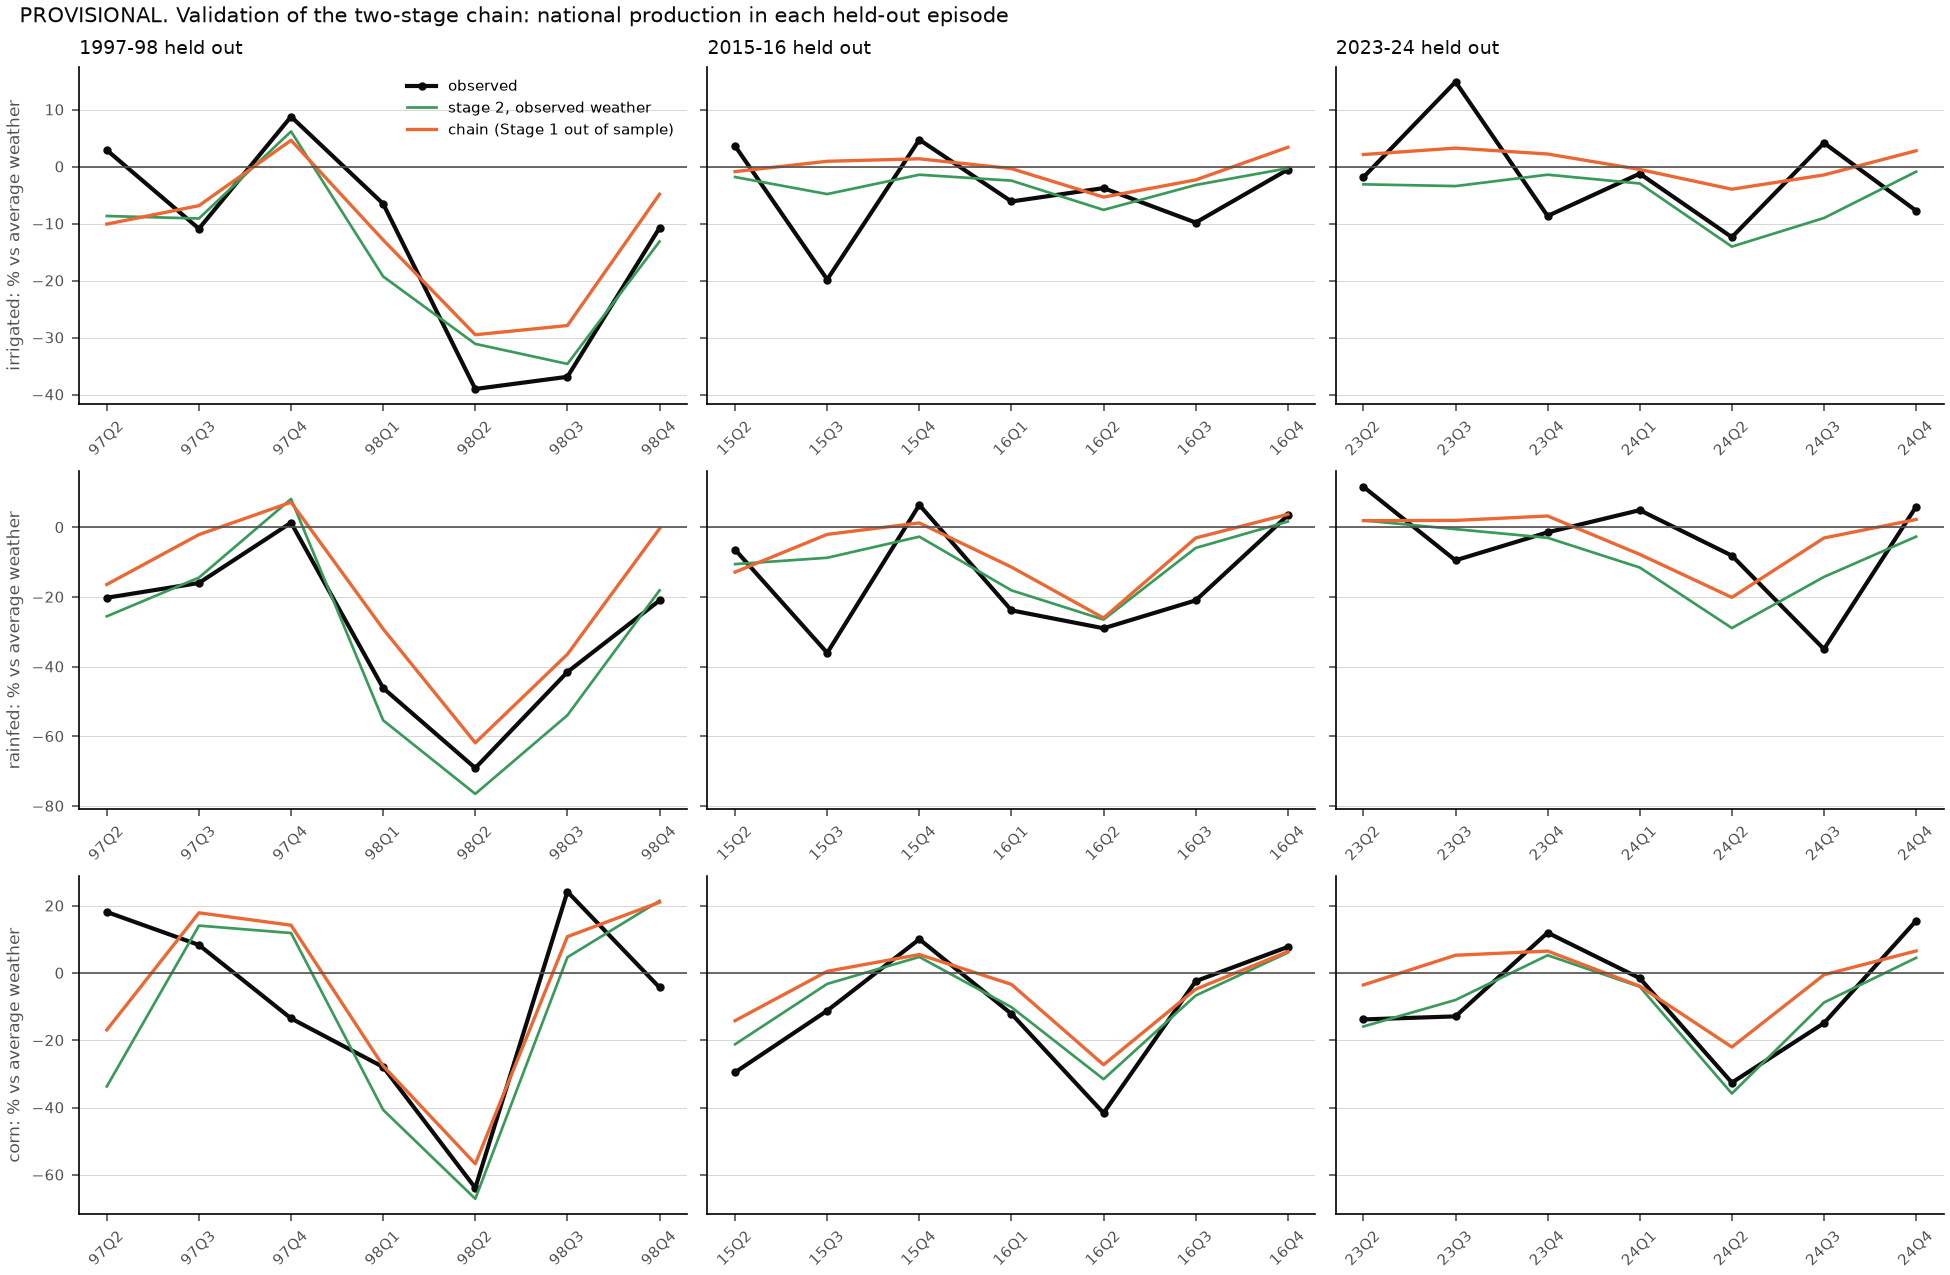 PROVISIONAL. Validation of the two-stage chain: national production in each held-out episode
1997-98 held out
2015-16 held out
2023-24 held out
observed
stage 2, observed weather
chain (Stage 1 out of sample)
irrigated: % vs average weather
10
0
−10
−20
−30
−40
97Q2 97Q3 97Q4 98Q1 98Q2 98Q3 98Q4
15Q2 15Q3 15Q4 16Q1 16Q2 16Q3 16Q4
23Q2 23Q3 23Q4 24Q1 24Q2 24Q3 24Q4
rainfed: % vs average weather
0
−20
−40
−60
−80
97Q2 97Q3 97Q4 98Q1 98Q2 98Q3 98Q4
15Q2 15Q3 15Q4 16Q1 16Q2 16Q3 16Q4
23Q2 23Q3 23Q4 24Q1 24Q2 24Q3 24Q4
corn: % vs average weather
20
0
−20
−40
−60
97Q2 97Q3 97Q4 98Q1 98Q2 98Q3 98Q4
15Q2 15Q3 15Q4 16Q1 16Q2 16Q3 16Q4
23Q2 23Q3 23Q4 24Q1 24Q2 24Q3 24Q4